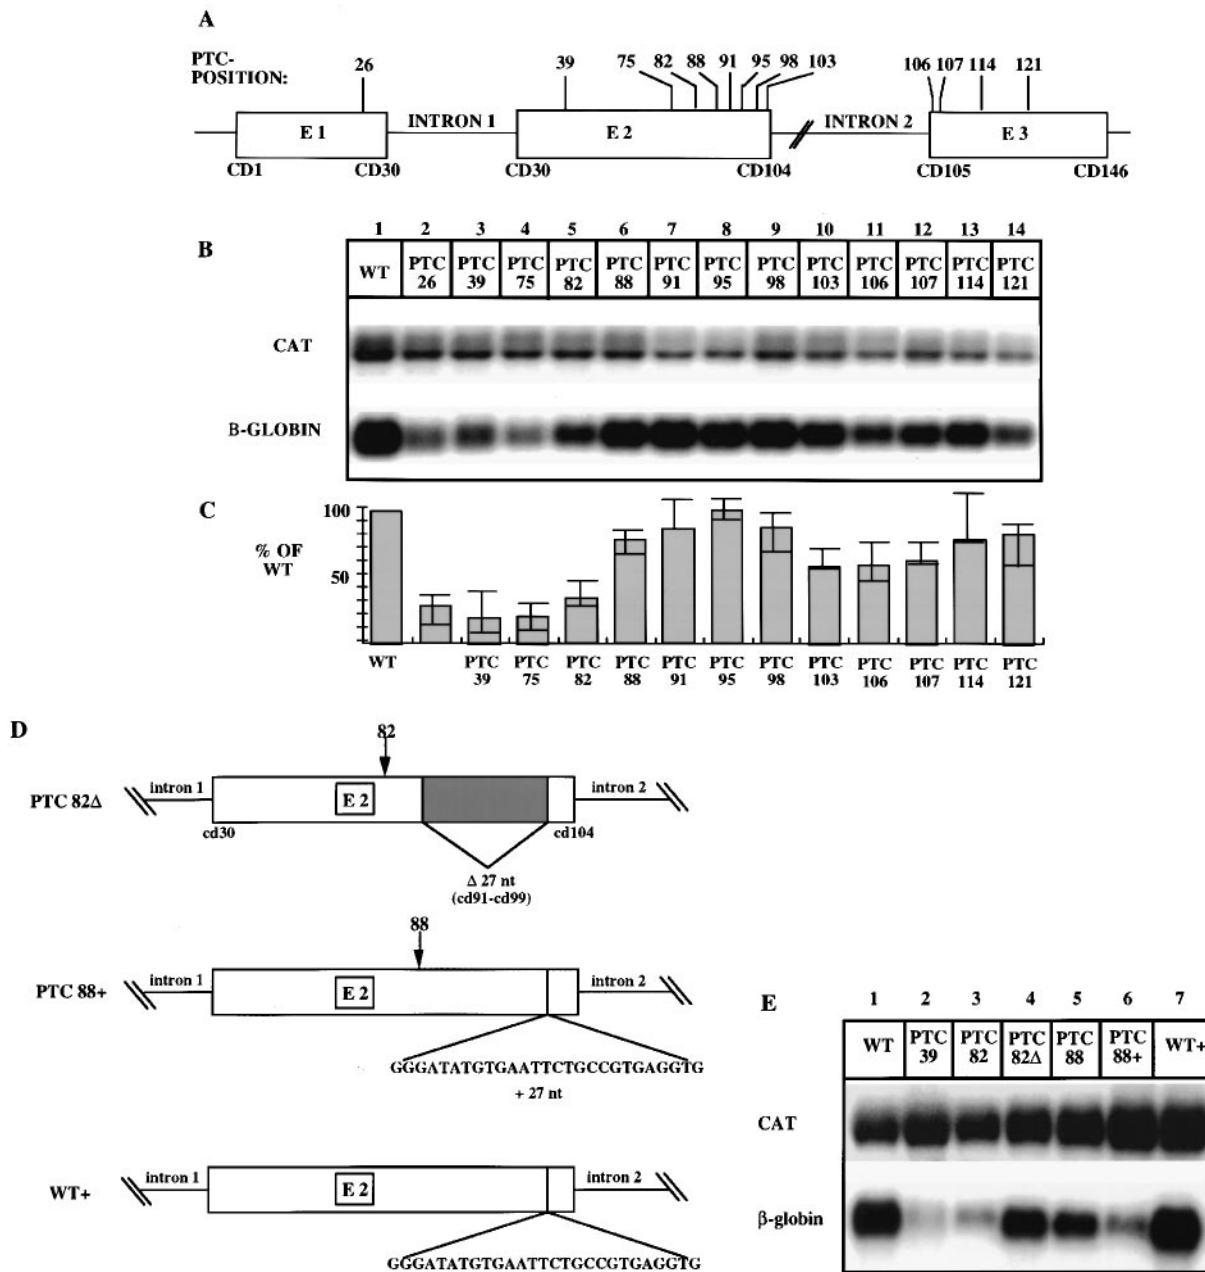 A
PTC-
POSITION:
26
39
75
82
88
91
95
98
103
106
107
114
121
E 1
INTRON 1
E 2
INTRON 2
E 3
CD1
CD30
CD30
CD104
CD105
CD146
B
1 2 3 4 5 6 7 8 9 10 11 12 13 14
WT PTC PTC PTC PTC PTC PTC PTC PTC PTC PTC PTC PTC PTC
26 39 75 82 88 91 95 98 103 106 107 114 121
CAT
B-GLOBIN
C
100
% OF
WT
50
WT PTC PTC PTC PTC PTC PTC PTC PTC PTC PTC PTC PTC
39 75 82 88 91 95 98 103 106 107 114 121
D
82
PTC 82Δ
intron 1
E 2
intron 2
cd30
cd104
Δ 27 nt
(cd91-cd99)
88
PTC 88+
intron 1
E 2
intron 2
GGGATATGTGAATTCTGCCGTGAGGTG
+ 27 nt
WT+
intron 1
E 2
intron 2
GGGATATGTGAATTCTGCCGTGAGGTG
E
1 2 3 4 5 6 7
WT PTC PTC PTC PTC PTC WT+
39 82 82Δ 88 88+
CAT
β-globin